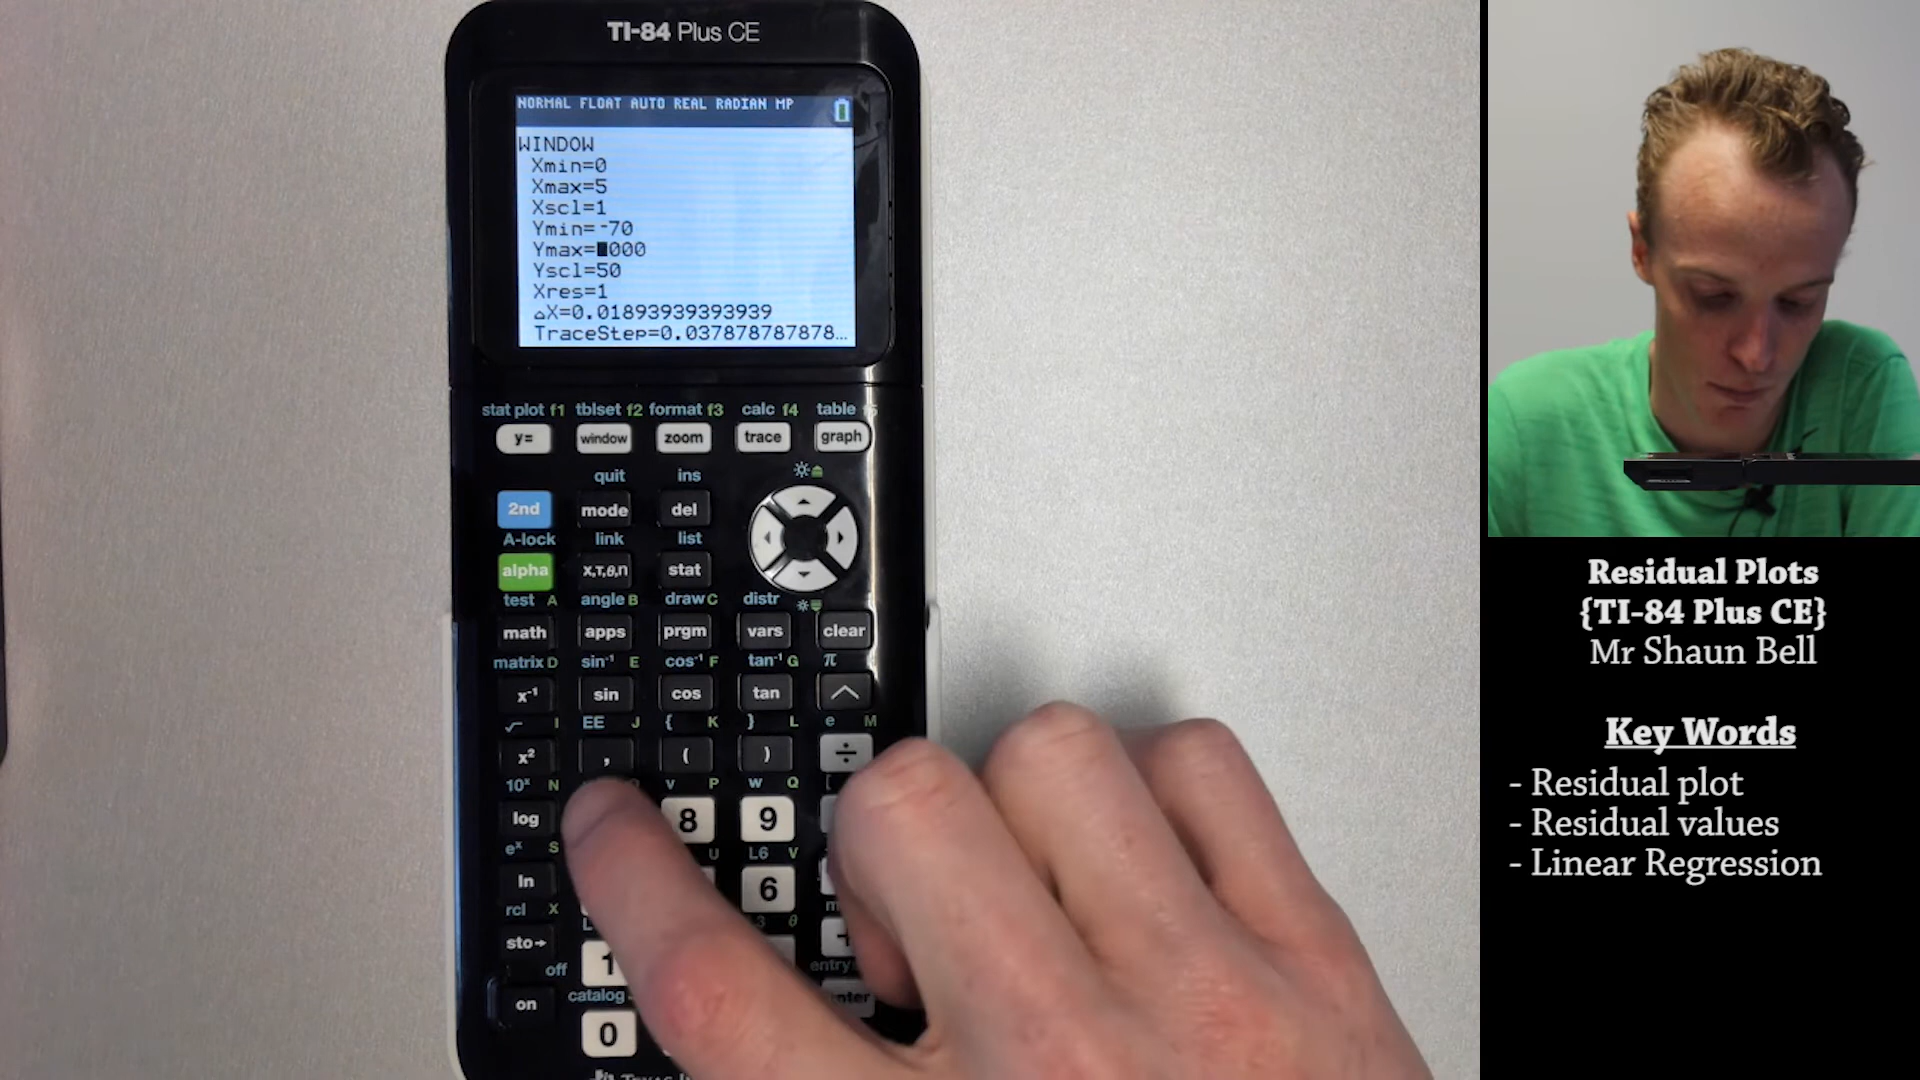 TI-84 Plus CE
NORMAL FLOAT AUTO REAL RADIAN MP
WINDOW
Xmin=0
Xmax=5
Xscl=1
Ymin=-70
Ymax=█000
Yscl=50
Xres=1
△X=0.01893939393939
TraceStep=0.037878787878...
stat plot f1 tblset f2 format f3 calc f4 table
y= window zoom trace graph
quit ins
2nd mode del
A-lock link list
alpha X,T,θ,n stat
test A angle B draw C distr
math apps prgm vars clear
matrix D sin⁻¹ E cos⁻¹ F tan⁻¹ G π
x⁻¹ sin cos tan ^
√ I EE J { K } L e M
x² , ( ) ÷
10ˣ N v P w Q [
log 8 9
eˣ S U L6 V
ln 6
rcl X θ
sto→ 1 +
off entry
on catalog
0
Residual Plots
{TI-84 Plus CE}
Mr Shaun Bell
Key Words
- Residual plot
- Residual values
- Linear Regression